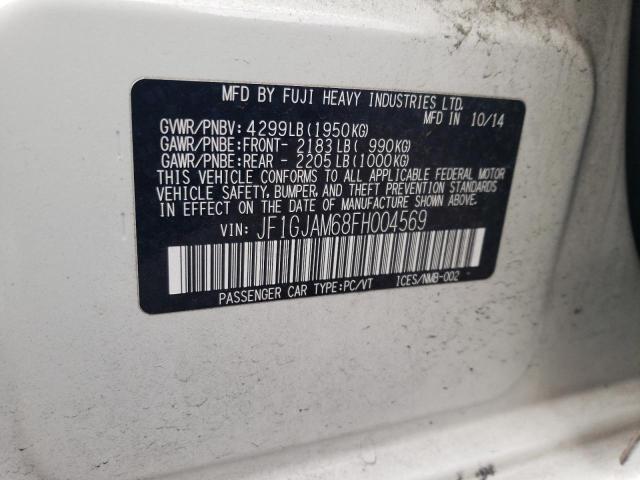 MFD BY FUJI HEAVY INDUSTRIES LTD.
MFD IN 10/14
GVWR/PNBV: 4299LB(1950KG)
GAWR/PNBE:FRONT- 2183LB( 990KG)
GAWR/PNBE:REAR - 2205LB(1000KG)
THIS VEHICLE CONFORMS TO ALL APPLICABLE FEDERAL MOTOR
VEHICLE SAFETY, BUMPER, AND THEFT PREVENTION STANDARDS
IN EFFECT ON THE DATE OF MANUFACTURE SHOWN ABOVE.
VIN: JF1GJAM68FH004569
PASSENGER CAR TYPE:PC/VT ICES/NMB-002